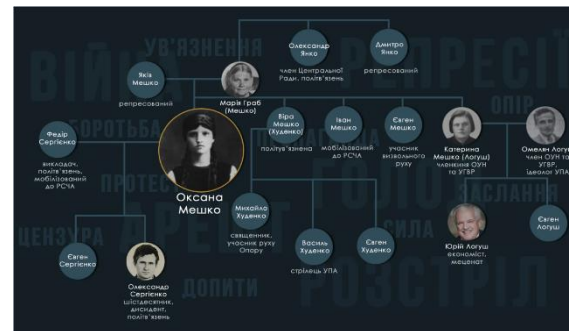 ВІЙНА
УВ'ЯЗНЕННЯ
РЕПРЕСІЇ
Олександр
Янко
член Центральної
Ради, політв'язень
Дмитро
Янко
репресований
Яків
Мешко
репресований
Марія Граб
(Мешко)
ОПІР
БОРОТЬБА
Федір
Сергієнко
викладач,
політв'язень,
мобілізований
до РСЧА
Оксана
Мешко
Віра
Мешко
(Худенко)
політув'язнена
Іван
Мешко
мобілізований
до РСЧА
Євген
Мешко
учасник
визвольного
руху
Катерина
Мешко (Логуш)
членкиня ОУН
та УГВР
Омелян Логуш
член ОУН та
УГВР,
ідеолог УПА
ПРОТЕСТ
ЗАСЛАННЯ
ЦЕНЗУРА
АРЕШТ
СИЛА
Михайло
Худенко
священник,
учасник руху
Опору
Василь
Худенко
стрілець УПА
Євген
Худенко
Юрій Логуш
економіст,
меценат
Євген
Логуш
Євген
Сергієнко
Олександр
Сергієнко
шістдесятник,
дисидент,
політв'язень
ДОПИТИ
РОЗСТРІЛ